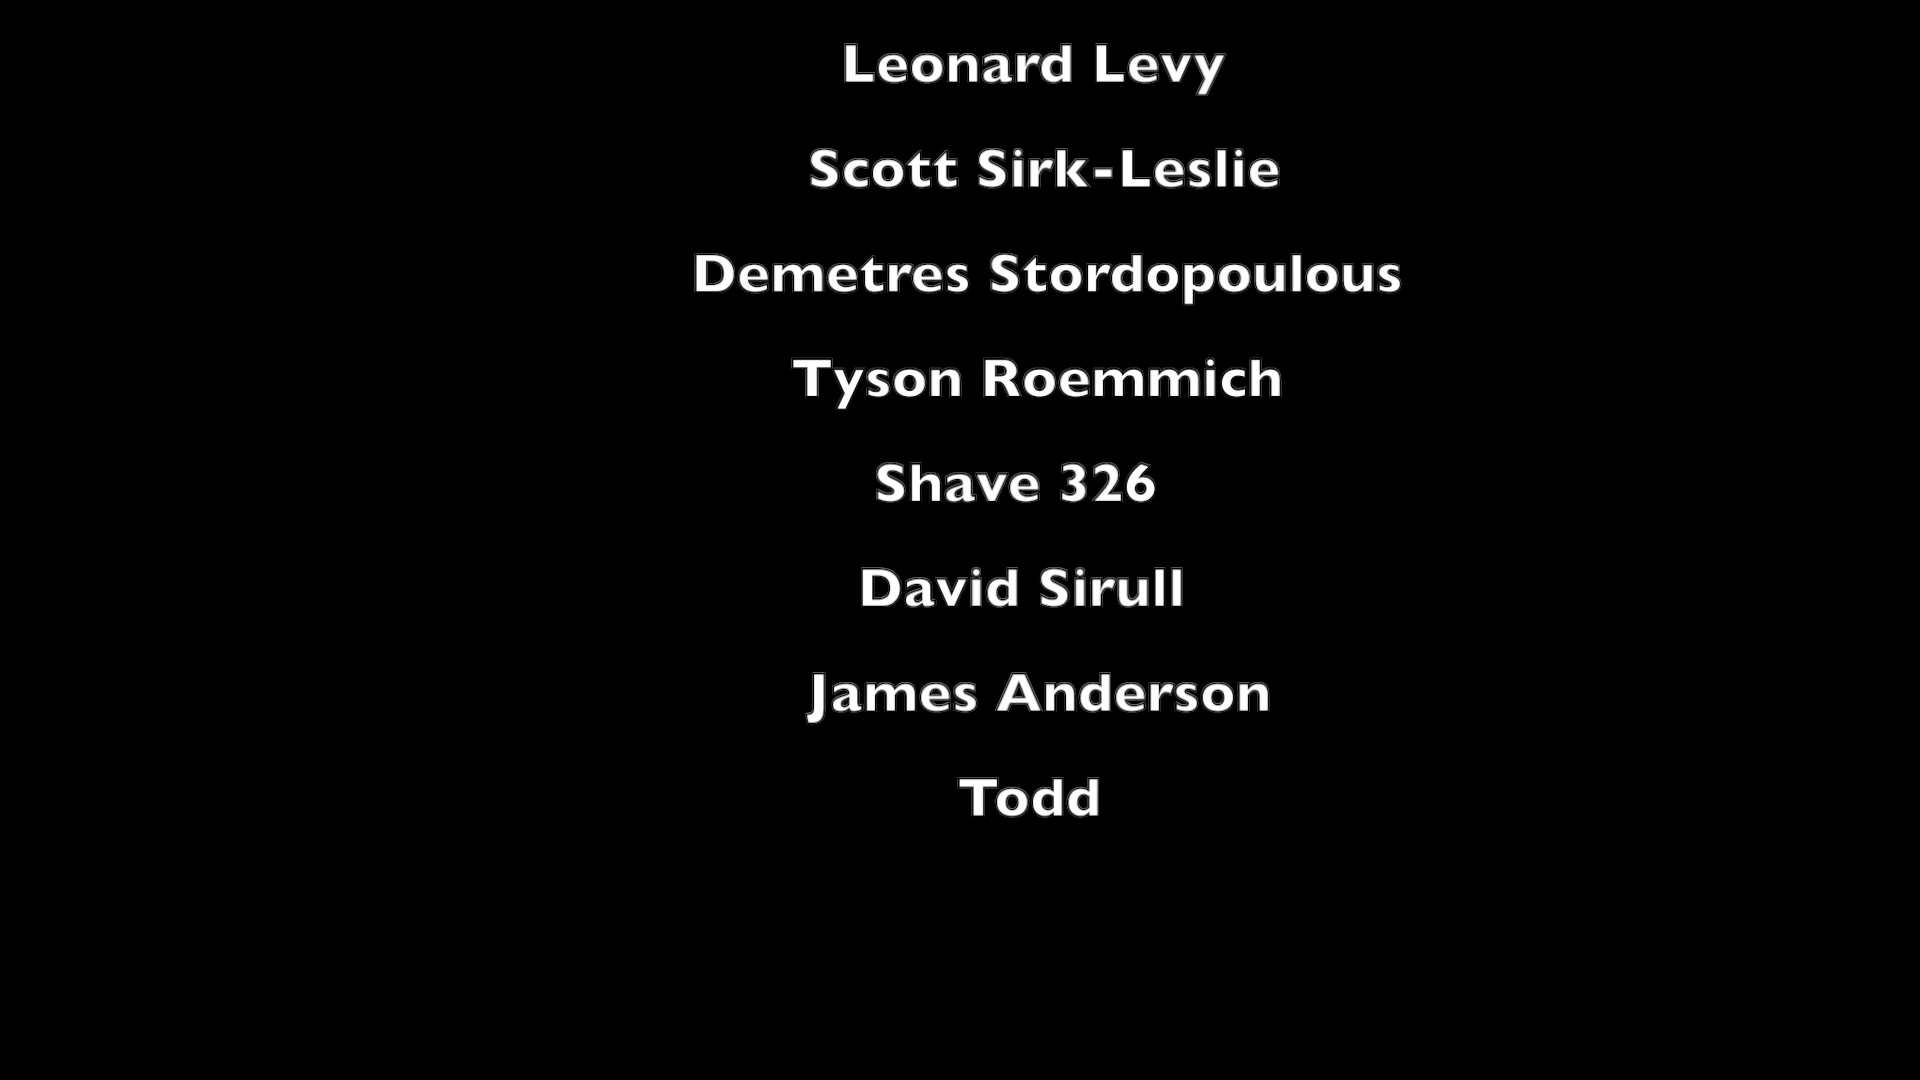 Leonard Levy
Scott Sirk-Leslie
Demetres Stordopoulous
Tyson Roemmich
Shave 326
David Sirull
James Anderson
Todd